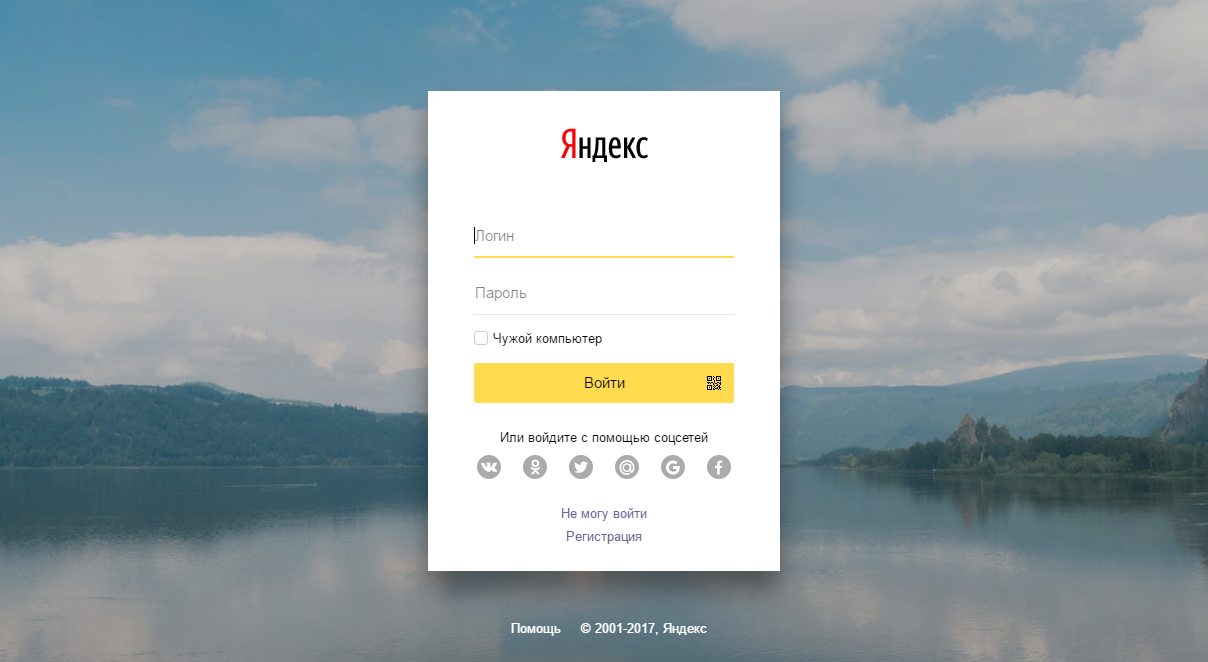 Яндекс
Логин
Пароль
Чужой компьютер
Войти
Или войдите с помощью соцсетей
Не могу войти
Регистрация
Помощь © 2001-2017, Яндекс